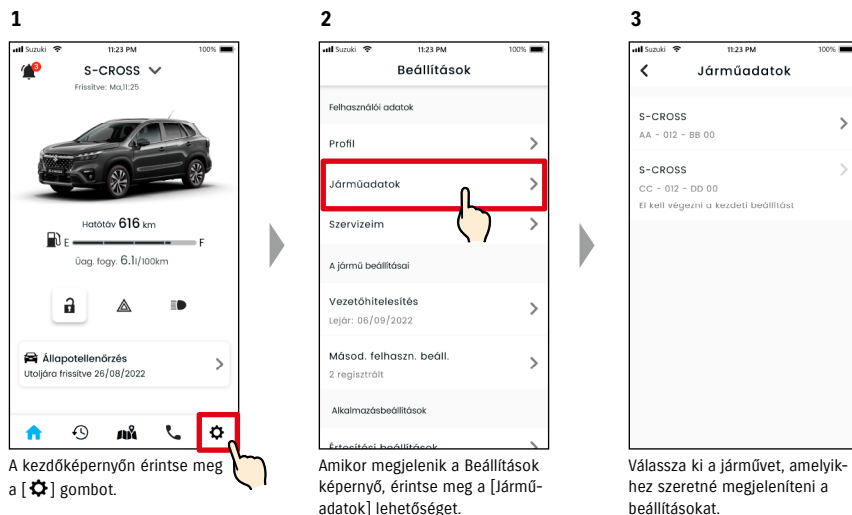 1
Suzuki 11:23 PM 100%
3
S-CROSS
Frissítve: Ma,11:25
Hatótáv 616 km
E F
Üag. fogy. 6.1l/100km
Állapotellenőrzés
Utoljára frissítve 26/08/2022
A kezdőképernyőn érintse meg
a [ ] gombot.
2
Suzuki 11:23 PM 100%
Beállítások
Felhasználói adatok
Profil
Járműadatok
Szervizeim
A jármű beállításai
Vezetőhitelesítés
Lejár: 06/09/2022
Másod. felhaszn. beáll.
2 regisztrált
Alkalmazásbeállítások
Értesítési beállítások
Amikor megjelenik a Beállítások
képernyő, érintse meg a [Jármű-
adatok] lehetőséget.
3
Suzuki 11:23 PM 100%
Járműadatok
S-CROSS
AA - 012 - BB 00
S-CROSS
CC - 012 - DD 00
El kell végezni a kezdeti beállítást
Válassza ki a járművet, amelyik-
hez szeretné megjeleníteni a
beállításokat.